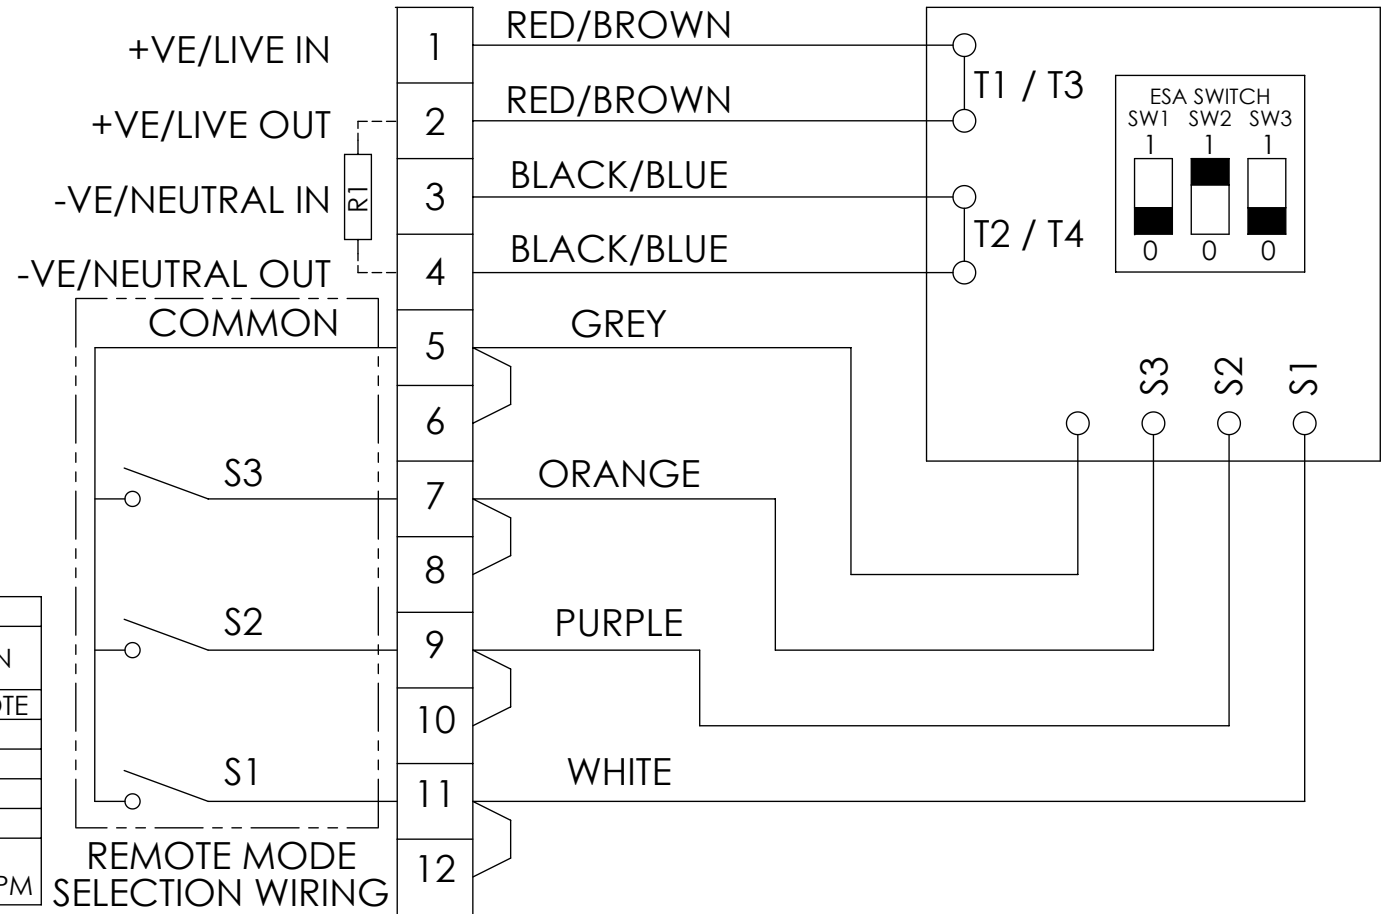 +VE/LIVE IN 1 RED/BROWN
+VE/LIVE OUT 2 RED/BROWN
T1 / T3
-VE/NEUTRAL IN 3 BLACK/BLUE
R1
-VE/NEUTRAL OUT 4 BLACK/BLUE
T2 / T4
ESA SWITCH
SW1 SW2 SW3
1 1 1
0 0 0
COMMON 5 GREY
6
S3 S2 S1
S3 7 ORANGE
8
S2 9 PURPLE
10
S1 11 WHITE
12
REMOTE MODE
SELECTION WIRING
N
OTE
PM